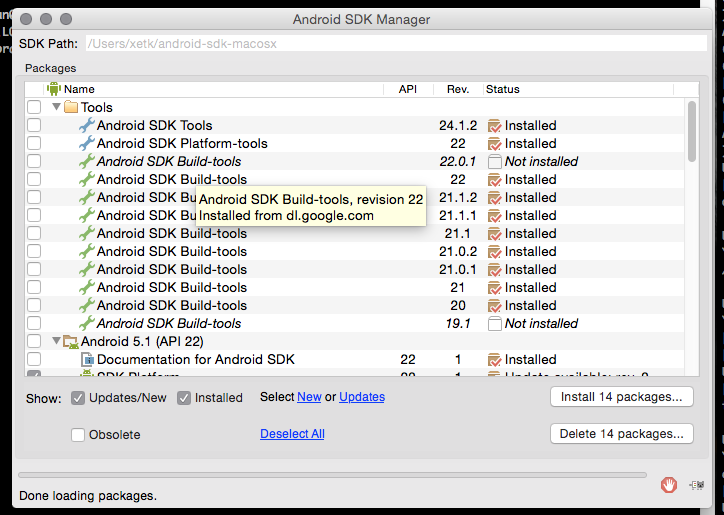 Android SDK Manager
SDK Path: /Users/xetk/android-sdk-macosx
Packages
Name API Rev. Status
Tools
Android SDK Tools 24.1.2 Installed
Android SDK Platform-tools 22 Installed
Android SDK Build-tools 22.0.1 Not installed
Android SDK Build-tools 22 Installed
Android SDK Bu 21.1.2 Installed
Android SDK Build-tools, revision 22
Android SDK Bu 21.1.1 Installed
Installed from dl.google.com
Android SDK Build-tools 21.1 Installed
Android SDK Build-tools 21.0.2 Installed
Android SDK Build-tools 21.0.1 Installed
Android SDK Build-tools 21 Installed
Android SDK Build-tools 20 Installed
Android SDK Build-tools 19.1 Not installed
Android 5.1 (API 22)
Documentation for Android SDK 22 1 Installed
SDK Platform 22 1 Update available: rev. 2
Show: Updates/New Installed Select New or Updates Install 14 packages...
Obsolete Deselect All Delete 14 packages...
Done loading packages.